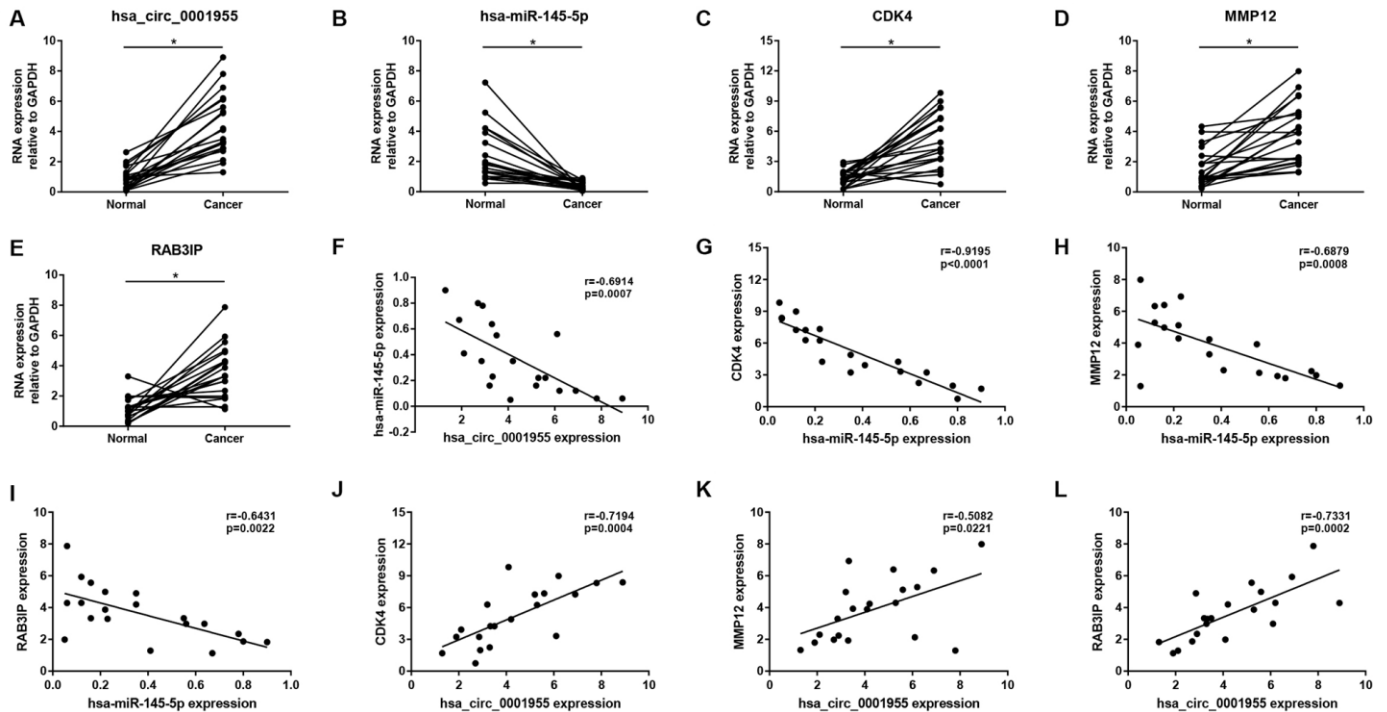 A
hsa_circ_0001955
RNA expression
relative to GAPDH
10
8
6
4
2
0
*
Normal
Cancer
B
hsa-miR-145-5p
RNA expression
relative to GAPDH
10
8
6
4
2
0
*
Normal
Cancer
C
CDK4
RNA expression
relative to GAPDH
15
12
9
6
3
0
*
Normal
Cancer
D
MMP12
RNA expression
relative to GAPDH
10
8
6
4
2
0
*
Normal
Cancer
E
RAB3IP
RNA expression
relative to GAPDH
10
8
6
4
2
0
*
Normal
Cancer
F
r=-0.6914
p=0.0007
hsa-miR-145-5p expression
1.0
0.8
0.6
0.4
0.2
0.0
-0.2
0 2 4 6 8 10
hsa_circ_0001955 expression
G
r=-0.9195
p<0.0001
CDK4 expression
15
12
9
6
3
0
0.0 0.2 0.4 0.6 0.8 1.0
hsa-miR-145-5p expression
H
r=-0.6879
p=0.0008
MMP12 expression
10
8
6
4
2
0
0.0 0.2 0.4 0.6 0.8 1.0
hsa-miR-145-5p expression
I
r=-0.6431
p=0.0022
RAB3IP expression
10
8
6
4
2
0
0.0 0.2 0.4 0.6 0.8 1.0
hsa-miR-145-5p expression
J
r=-0.7194
p=0.0004
CDK4 expression
15
12
9
6
3
0
0 2 4 6 8 10
hsa_circ_0001955 expression
K
r=-0.5082
p=0.0221
MMP12 expression
10
8
6
4
2
0
0 2 4 6 8 10
hsa_circ_0001955 expression
L
r=-0.7331
p=0.0002
RAB3IP expression
10
8
6
4
2
0
0 2 4 6 8 10
hsa_circ_0001955 expression